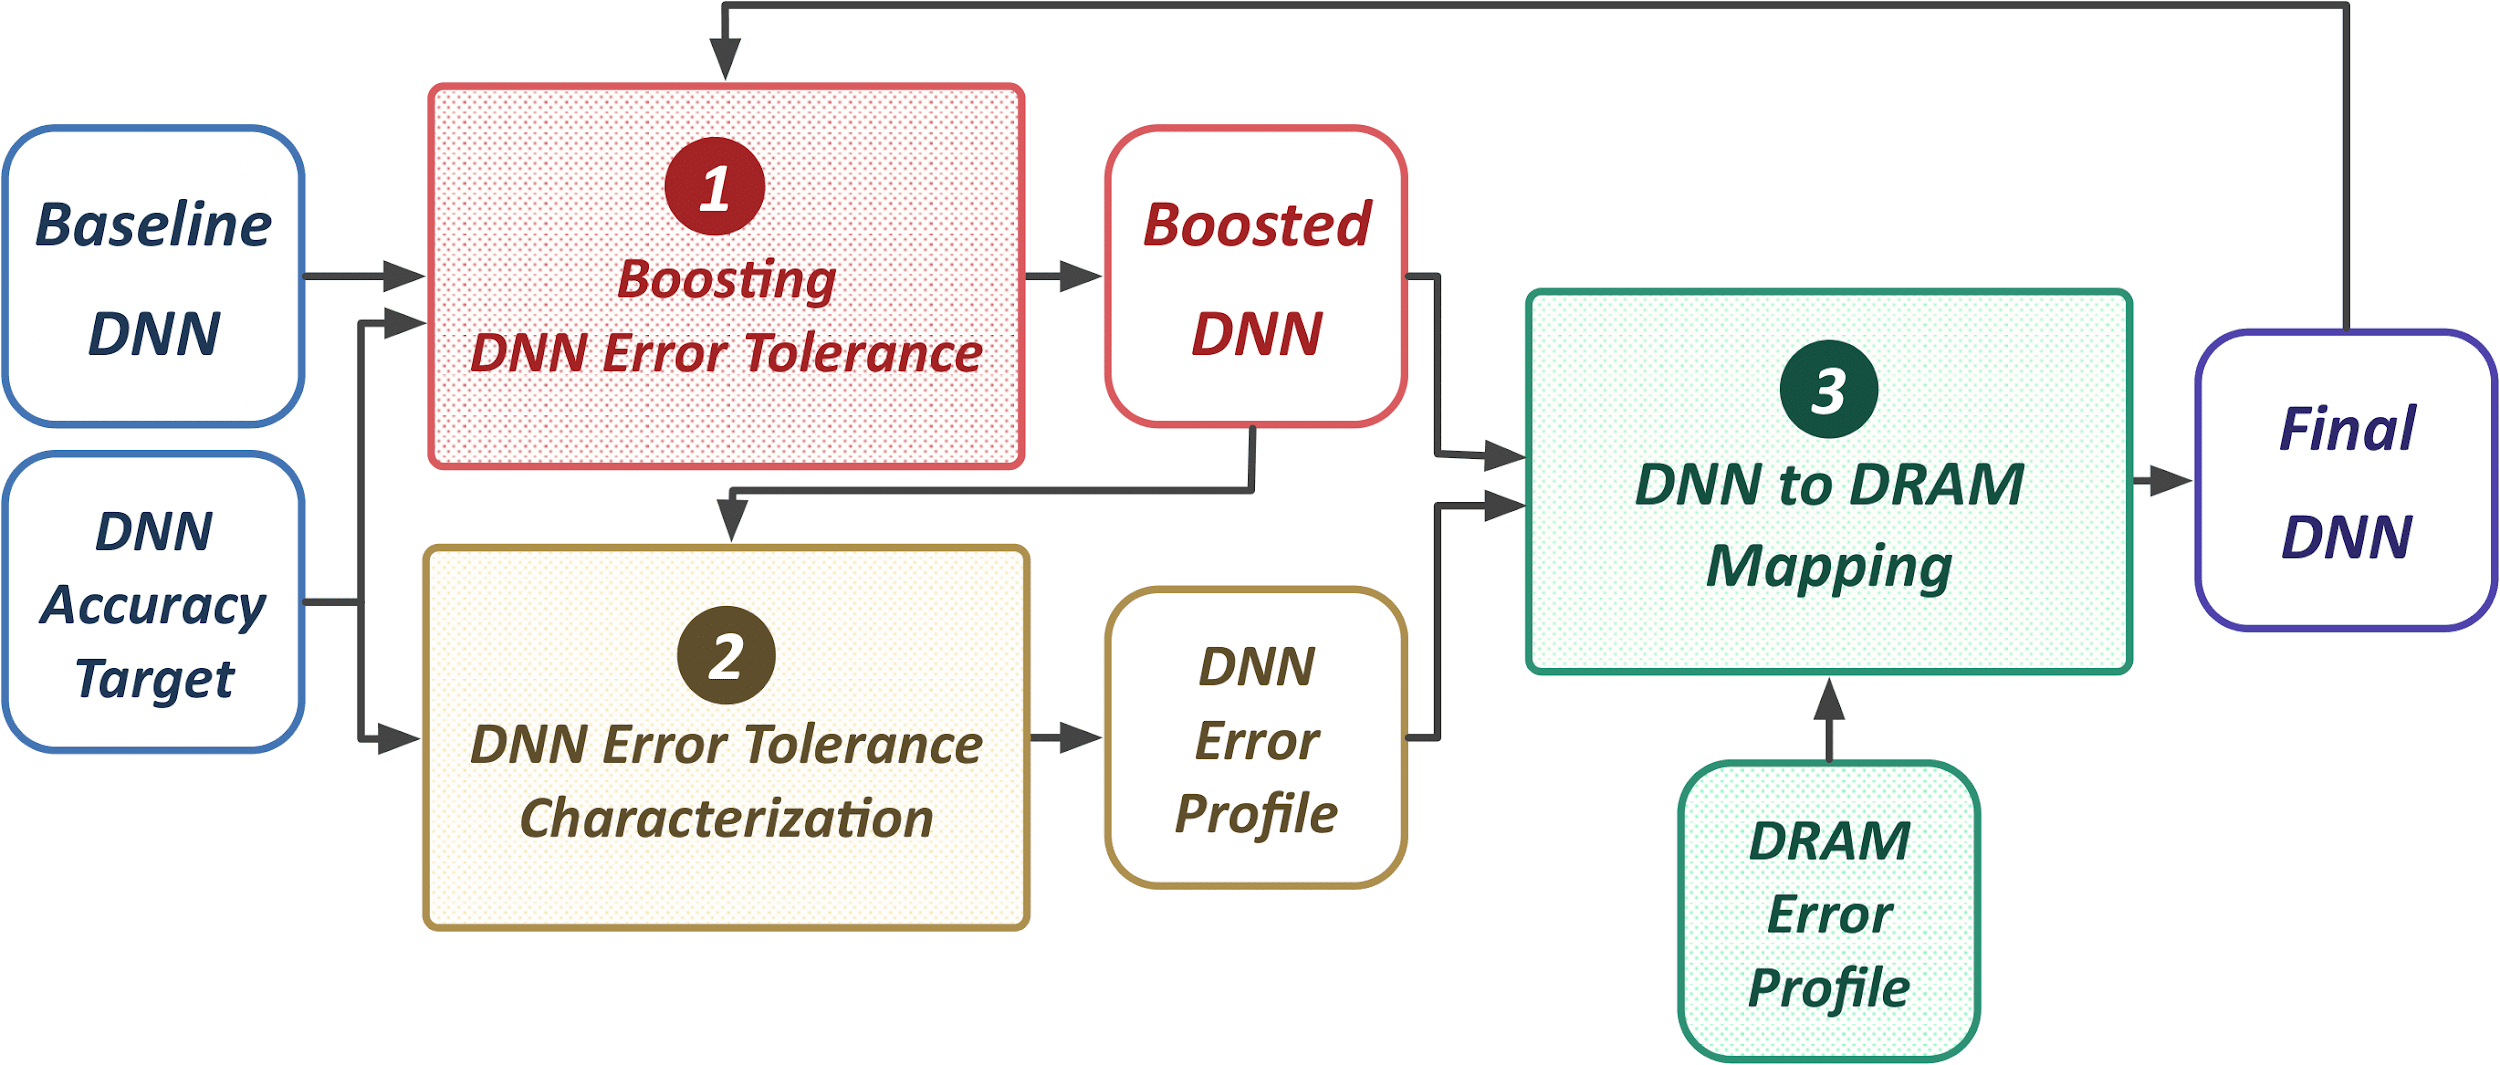 Baseline
DNN
DNN
Accuracy
Target
1
Boosting
DNN Error Tolerance
2
DNN Error Tolerance
Characterization
Boosted
DNN
DNN
Error
Profile
3
DNN to DRAM
Mapping
DRAM
Error
Profile
Final
DNN